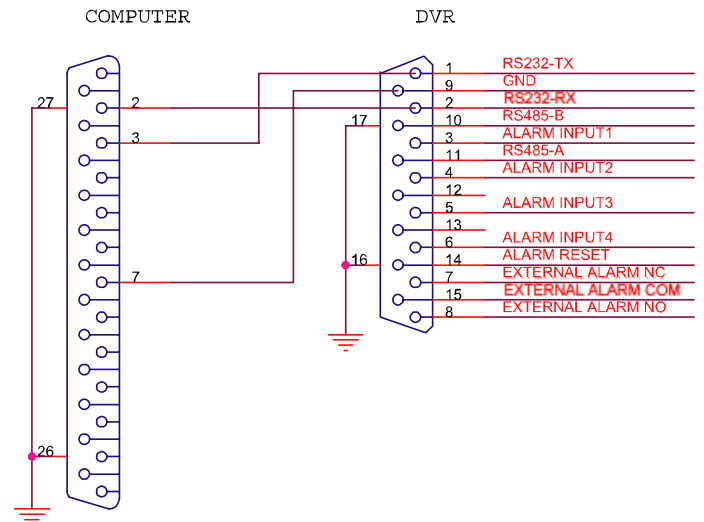 COMPUTER
DVR
27
2
3
7
26
17
16
1 RS232-TX
9 GND
2 RS232-RX
10 RS485-B
3 ALARM INPUT1
11 RS485-A
4 ALARM INPUT2
12
5 ALARM INPUT3
13
6 ALARM INPUT4
14 ALARM RESET
7 EXTERNAL ALARM NC
15 EXTERNAL ALARM COM
8 EXTERNAL ALARM NO